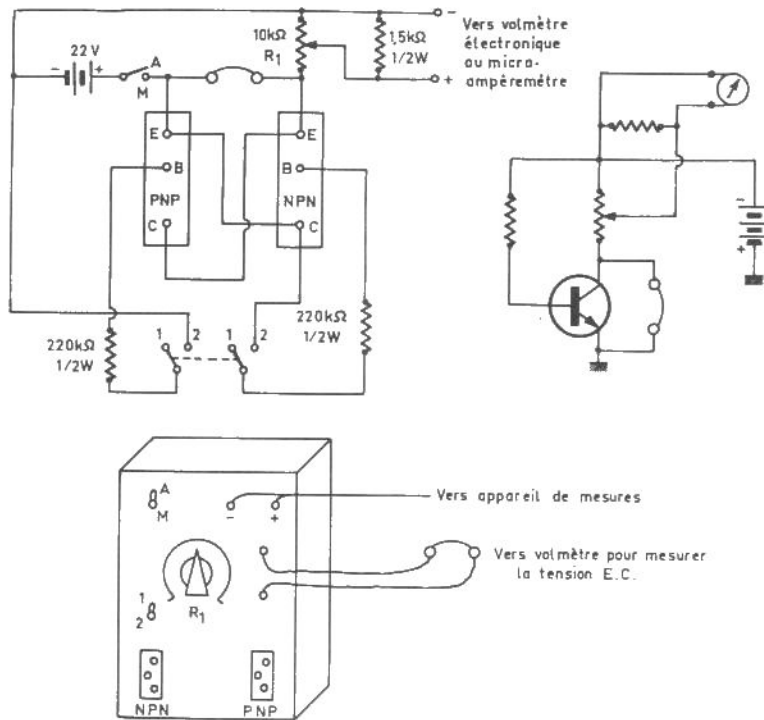 22 V
-
+
A
M
10kΩ
R1
1,5kΩ
1/2W
-
+
Vers volmètre
électronique
ou micro-
ampèremétre
E
B
PNP
C
E
B
NPN
C
220kΩ
1/2W
1
2
1
2
220kΩ
1/2W
-
+
A
M
-
+
Vers appareil de mesures
Vers volmètre pour mesurer
la tension E.C.
R1
1
2
NPN
PNP